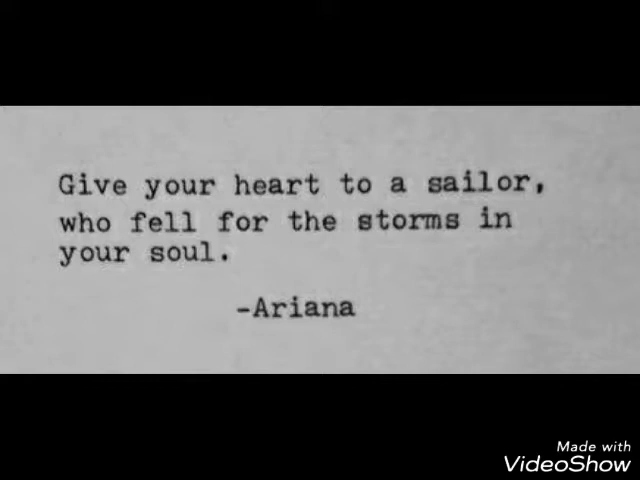 Give your heart to a sailor,
who fell for the storms in
your soul.
-Ariana
Made with
VideoShow